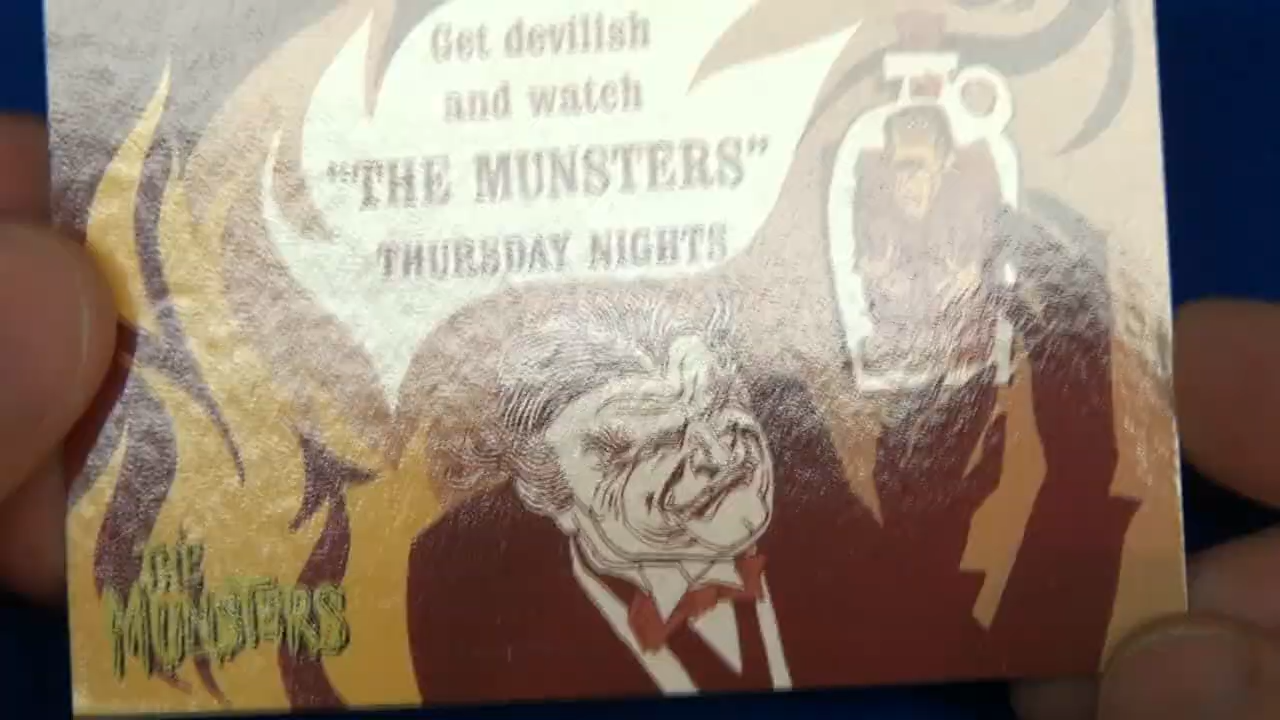 Get devilish
and watch
"THE MUNSTERS"
THURSDAY NIGHTS
THE
MUNSTERS